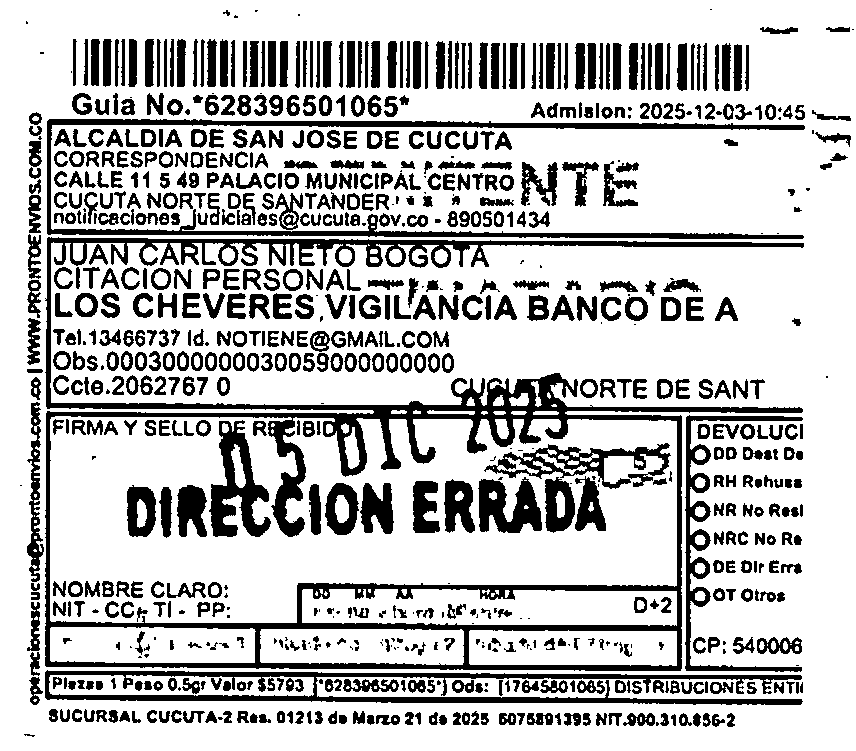 Guia No.*628396501065*
Admision: 2025-12-03-10:45
ALCALDIA DE SAN JOSE DE CUCUTA
CORRESPONDENCIA
CALLE 11 5 49 PALACIO MUNICIPAL CENTRO
NTE
CUCUTA NORTE DE SANTANDER
notificaciones_judiciales@cucuta.gov.co - 890501434
JUAN CARLOS NIETO BOGOTA
CITACION PERSONAL
LOS CHEVERES VIGILANCIA BANCO DE A
Tel.13466737 Id. NOTIENE@GMAIL.COM
Obs.00030000000030059000000000
Ccte.2062767 0
CUCUTA NORTE DE SANT
FIRMA Y SELLO DE RECIBIDO
05 DIC 2025
5
DIRECCION ERRADA
NOMBRE CLARO:
NIT - CC - TI - PP:
DD MM AA HORA
D+2
DEVOLUCI
DD Dest De
RH Rehusa
NR No Resi
NRC No Re
DE Dir Erra
OT Otros
CP: 540006
Piezas 1 Peso 0.5gr Valor $5793 [*628396501065*] Ods: [17645801065] DISTRIBUCIONES ENTI
SUCURSAL CUCUTA-2 Res. 01213 de Marzo 21 de 2025 6075891395 NIT.900.310.856-2
operacionescucuta@prontoenvios.com.co | WWW.PRONTOENVIOS.COM.CO